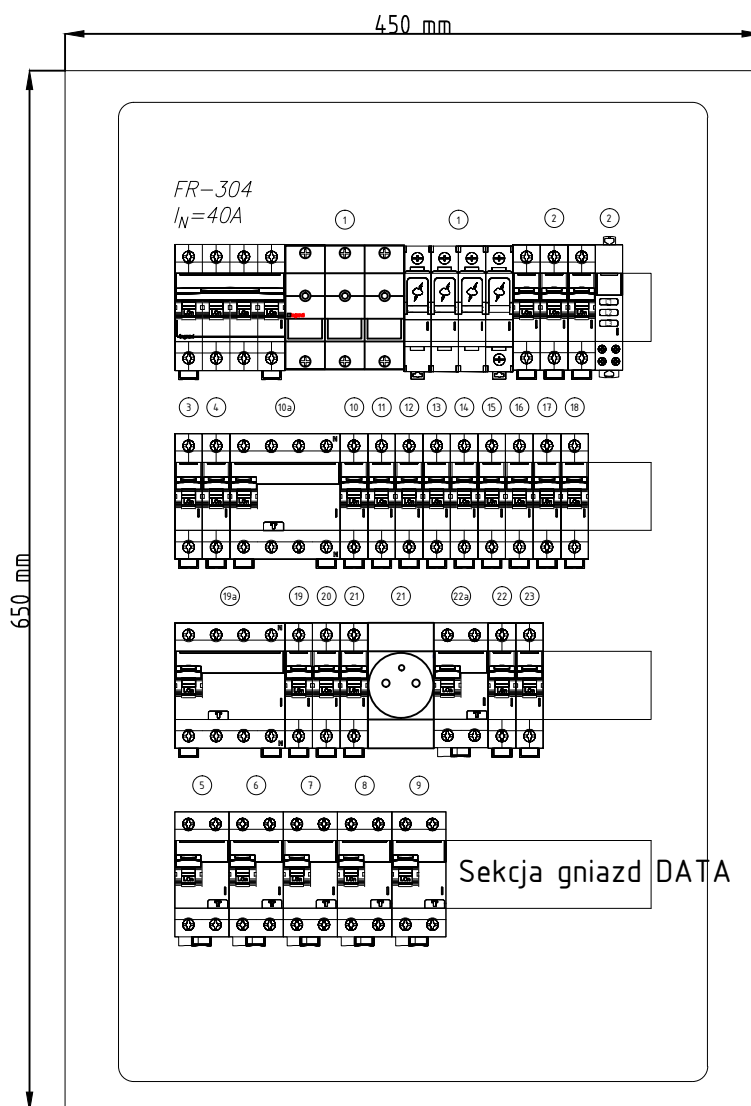 450 mm
650 mm
FR-304
IN=40A
1 1 2 2
3 4 10a 10 11 12 13 14 15 16 17 18
N
N
19a 19 20 21 21 22a 22 23
N
N
5 6 7 8 9
Sekcja gniazd DATA